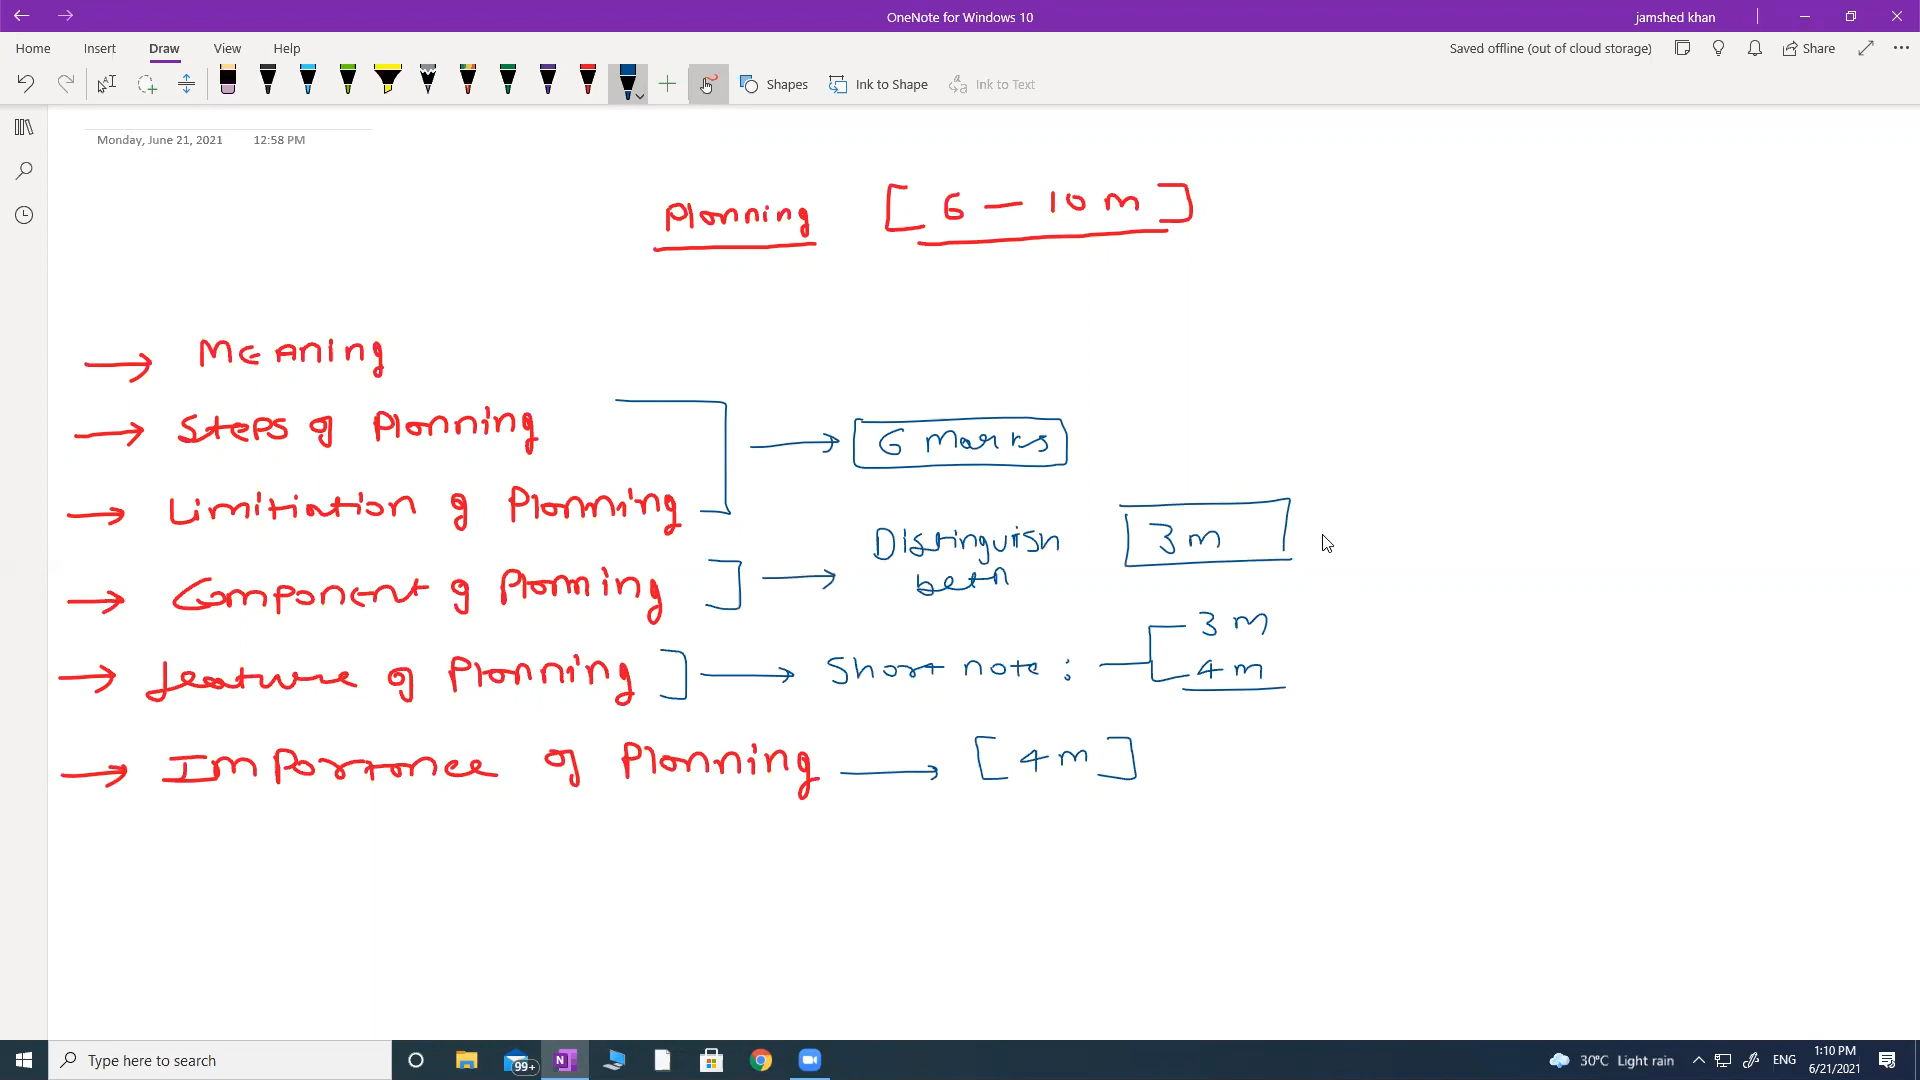 OneNote for Windows 10
jamshed khan
Home Insert Draw View Help
Saved offline (out of cloud storage)
Share
Shapes
Ink to Shape
Ink to Text
Monday, June 21, 2021 12:58 PM
Planning [ 6 — 10 m ]
→ Meaning
→ Steps of Planning
→ 6 Marks
→ Limitiation of Planning
Distinguish
betn
3 m
→ Component of Planning
→ feature of Planning → Short note :
3 m
4 m
→ Importance of Planning → [ 4 m ]
Type here to search
99+
30°C Light rain
ENG
1:10 PM
6/21/2021